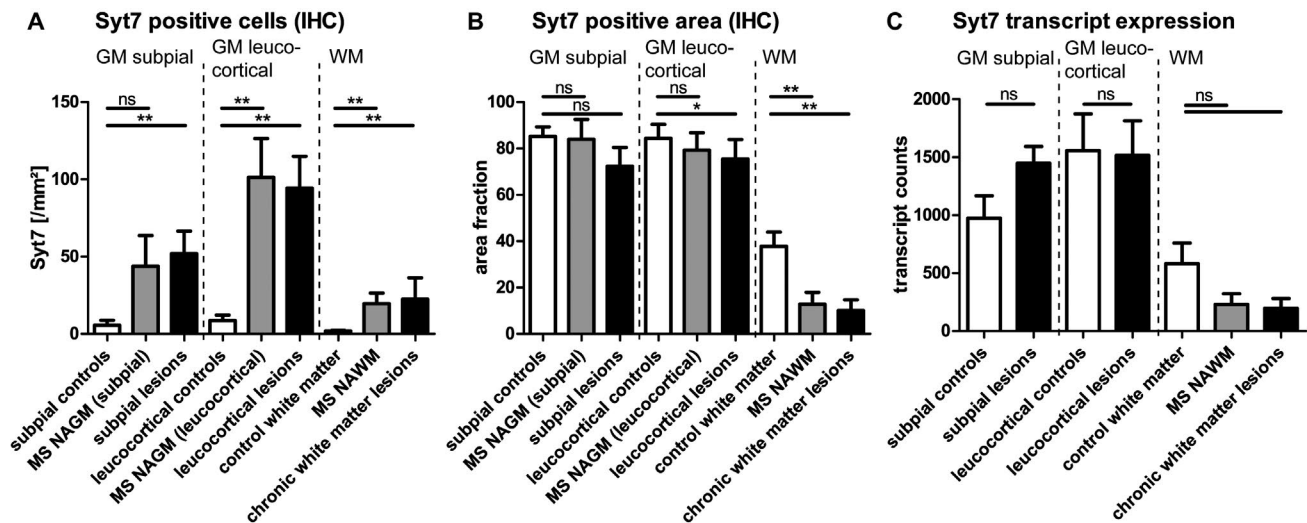 A Syt7 positive cells (IHC)
GM subpial
GM leuco-
cortical
WM
ns
**
**
**
**
**
Syt7 [/mm²]
150
100
50
0
subpial controls
MS NAGM (subpial)
subpial lesions
leucocortical controls
MS NAGM (leucocortical)
leucocortical lesions
control white matter
MS NAWM
chronic white matter lesions
B Syt7 positive area (IHC)
GM subpial
GM leuco-
cortical
WM
ns
ns
ns
*
**
**
area fraction
100
80
60
40
20
0
subpial controls
MS NAGM (subpial)
subpial lesions
leucocortical controls
MS NAGM (leucocortical)
leucocortical lesions
control white matter
MS NAWM
chronic white matter lesions
C Syt7 transcript expression
GM subpial
GM leuco-
cortical
WM
ns
ns
ns
transcript counts
2000
1500
1000
500
0
subpial controls
subpial lesions
leucocortical controls
leucocortical lesions
control white matter
MS NAWM
chronic white matter lesions